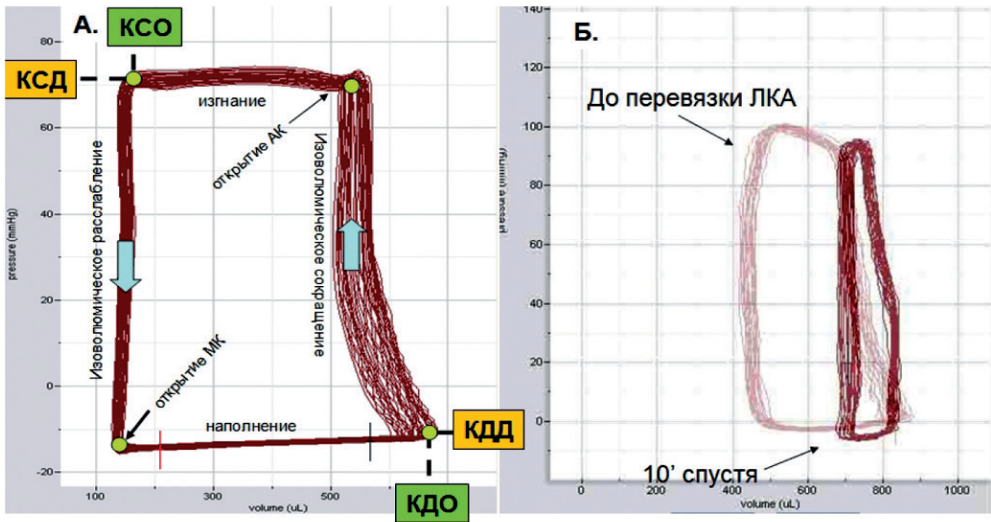 А.
КСО
КСД
80
60
40
20
0
-20
pressure (mmHg)
изгнание
открытие АК
Изоволюмическое расслабление
Изоволюмическое сокращение
открытие МК
наполнение
КДД
КДО
100
300
500
volume (uL)
Б.
140
120
100
80
60
40
20
0
До перевязки ЛКА
10' спустя
0
200
400
600
800
1000
volume (uL)